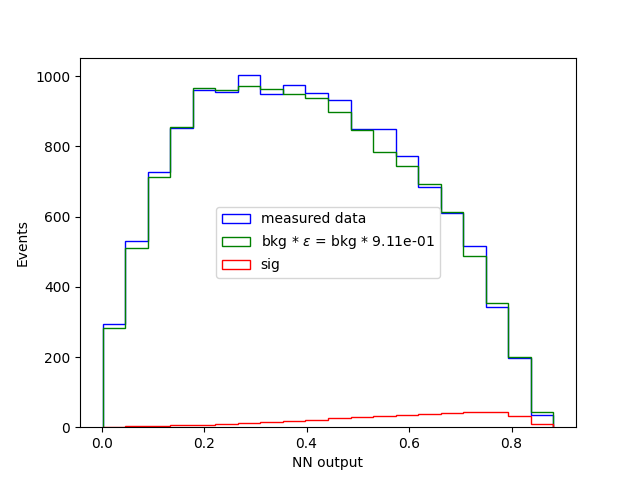 1000
800
600
400
200
0
Events
measured data
bkg * ε = bkg * 9.11e-01
sig
0.0 0.2 0.4 0.6 0.8
NN output